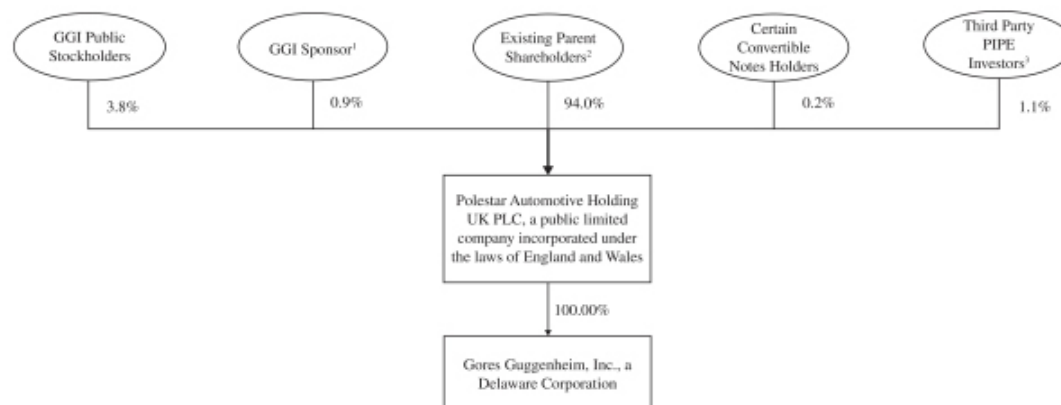 GGI Public
Stockholders
GGI Sponsor¹
Existing Parent
Shareholders²
Certain
Convertible
Notes Holders
Third Party
PIPE
Investors³
3.8%
0.9%
94.0%
0.2%
1.1%
Polestar Automotive Holding
UK PLC, a public limited
company incorporated under
the laws of England and Wales
100.00%
Gores Guggenheim, Inc., a
Delaware Corporation